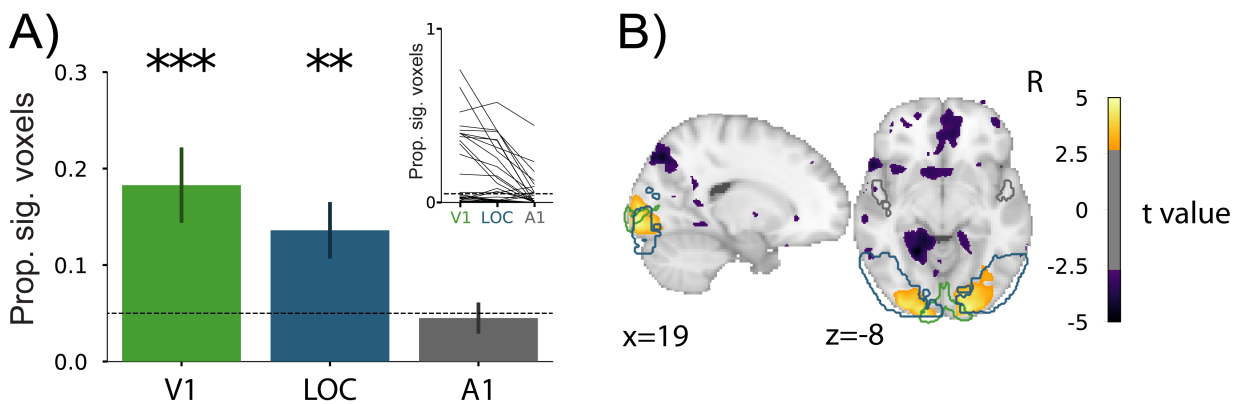 A)
***
**
Prop. sig. voxels
0.3
0.2
0.1
0.0
V1
LOC
A1
Prop. sig. voxels
1
0
V1
LOC
A1
B)
R
5
2.5
0
-2.5
-5
t value
x=19
z=-8